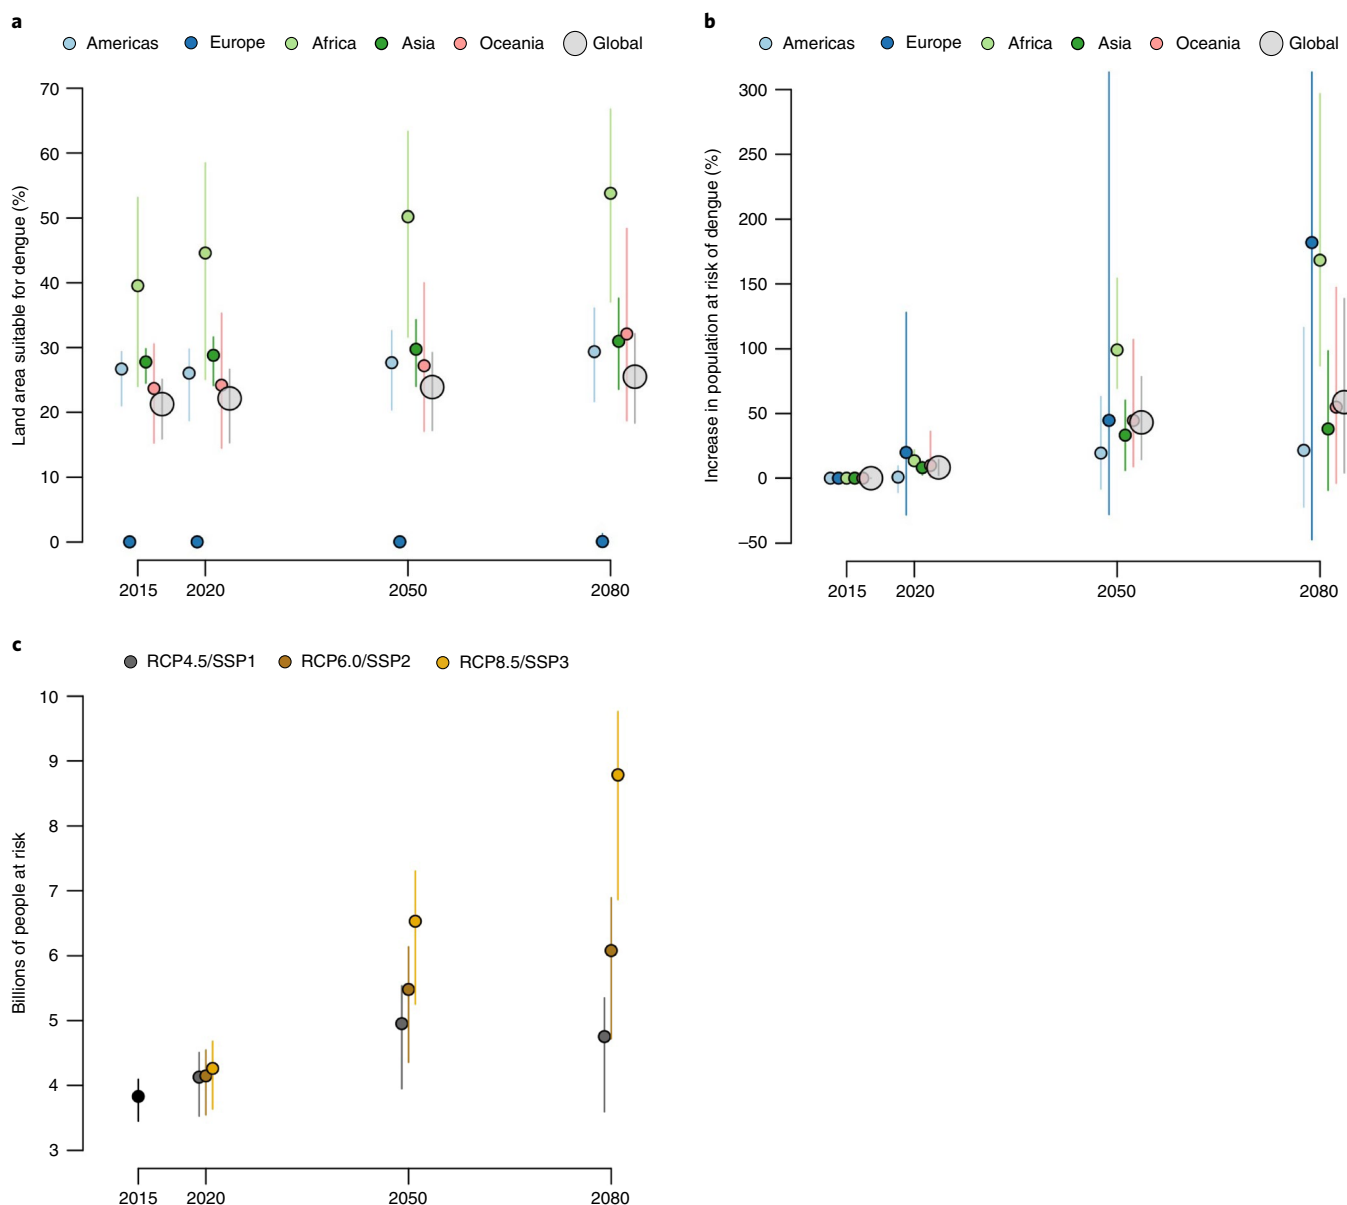 a
Americas Europe Africa Asia Oceania Global
Land area suitable for dengue (%)
70
60
50
40
30
20
10
0
2015 2020 2050 2080
b
Americas Europe Africa Asia Oceania Global
Increase in population at risk of dengue (%)
300
250
200
150
100
50
0
–50
2015 2020 2050 2080
c
RCP4.5/SSP1 RCP6.0/SSP2 RCP8.5/SSP3
Billions of people at risk
10
9
8
7
6
5
4
3
2015 2020 2050 2080